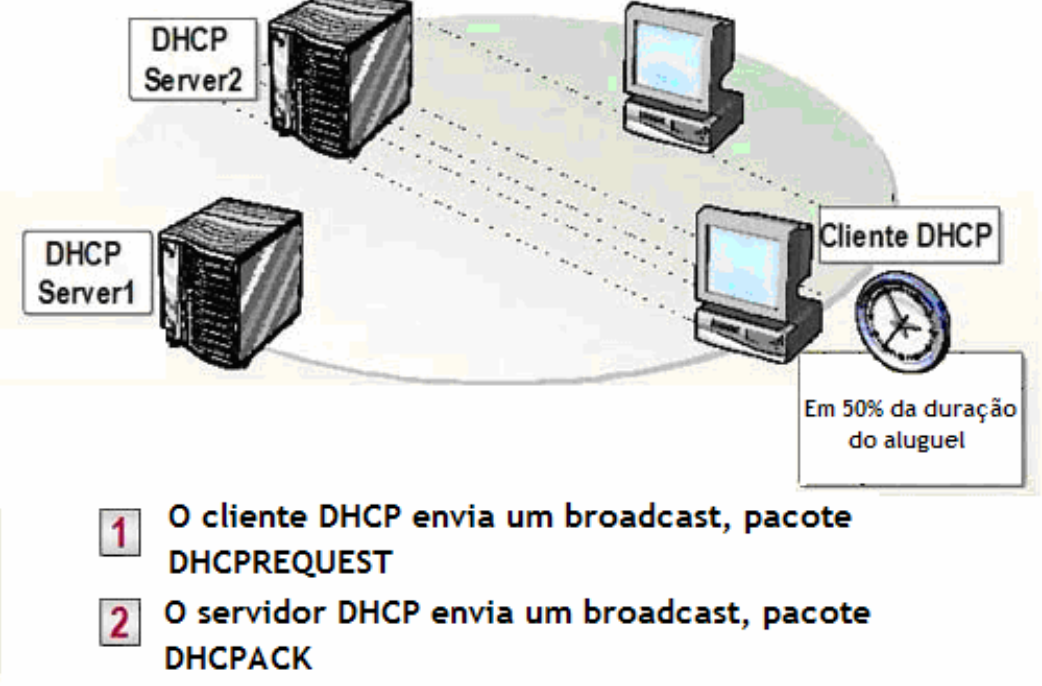 DHCP
Server2
DHCP
Server1
Cliente DHCP
Em 50% da duração
do aluguel
1 O cliente DHCP envia um broadcast, pacote
DHCPREQUEST
2 O servidor DHCP envia um broadcast, pacote
DHCPACK